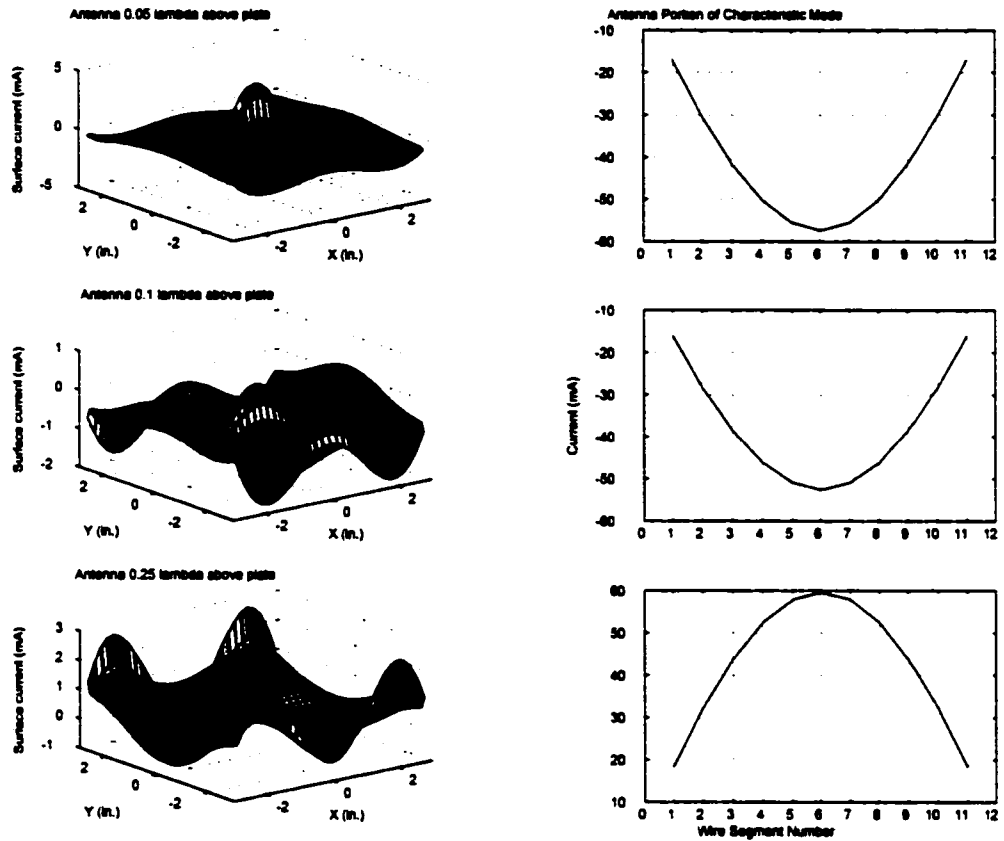 Antenna 0.05 lambda above plate
Surface current (mA)
5
0
-5
2
0
-2
Y (in.)
-2
0
2
X (in.)
Antenna Portion of Characteristic Mode
-10
-20
-30
-40
-50
-60
0 1 2 3 4 5 6 7 8 9 10 11 12
Antenna 0.1 lambda above plate
Surface current (mA)
1
0
-1
-2
2
0
-2
Y (in.)
-2
0
2
X (in.)
Current (mA)
-10
-20
-30
-40
-50
-60
0 1 2 3 4 5 6 7 8 9 10 11 12
Antenna 0.25 lambda above plate
Surface current (mA)
3
2
1
0
-1
2
0
-2
Y (in.)
-2
0
2
X (in.)
60
50
40
30
20
10
0 1 2 3 4 5 6 7 8 9 10 11 12
Wire Segment Number